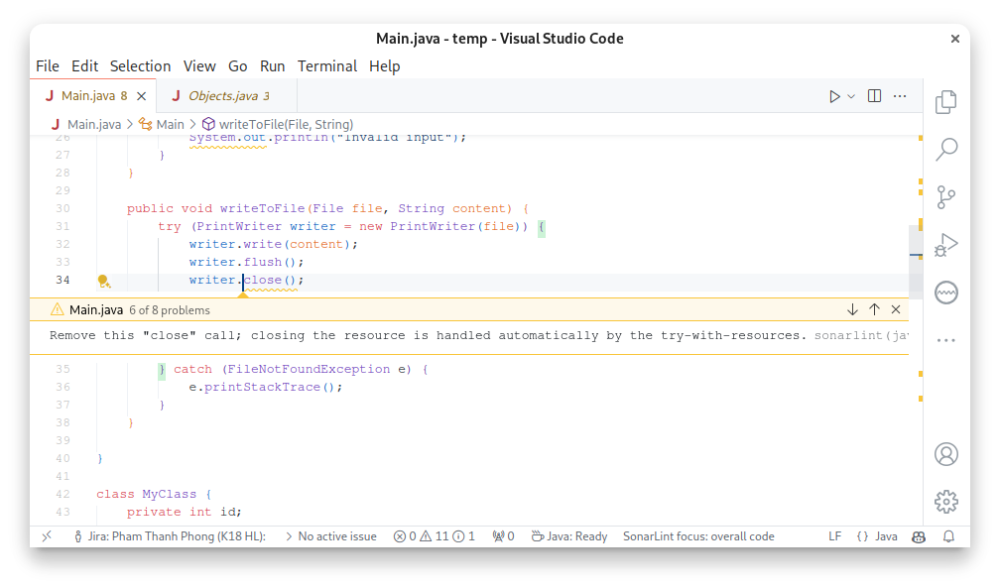 Main.java - temp - Visual Studio Code
File Edit Selection View Go Run Terminal Help
Main.java 8 Objects.java 3
Main.java > Main > writeToFile(File, String)
26 System.out.println("Invalid input");
27 }
28 }
29
30 public void writeToFile(File file, String content) {
31 try (PrintWriter writer = new PrintWriter(file)) {
32 writer.write(content);
33 writer.flush();
34 writer.close();
Main.java 6 of 8 problems
Remove this "close" call; closing the resource is handled automatically by the try-with-resources. sonarlint(ja
35 } catch (FileNotFoundException e) {
36 e.printStackTrace();
37 }
38 }
39
40 }
41
42 class MyClass {
43 private int id;
Jira: Pham Thanh Phong (K18 HL): > No active issue 0 11 1 0 Java: Ready SonarLint focus: overall code LF {} Java